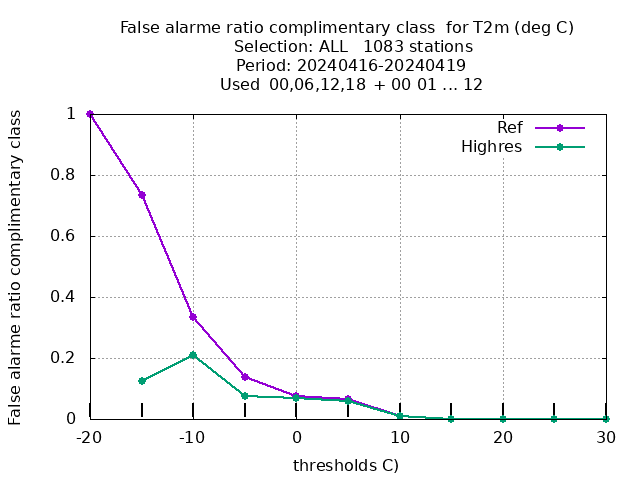 False alarme ratio complimentary class  for T2m (deg C)
Selection: ALL   1083 stations
Period: 20240416-20240419
Used  00,06,12,18  + 00 01 ... 12
False alarme ratio complimentary class
1
0.8
0.6
0.4
0.2
0
Ref
Highres
-20
-10
0
10
20
30
thresholds C)